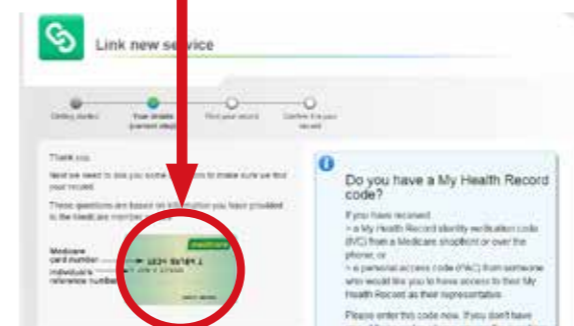 Link new service
Getting started
Your details
(current step)
Find your record
Confirm it is your
record
Thank you.
Next we need to ask you some to make sure we find
your record.
These questions are based on information you have provided
to the Medicare
Medicare
card number
Individual's
reference number
medicare
Do you have a My Health Record
code?
If you have received:
> a My Health Record identity verification code
(IVC) from a Medicare shopfront or over the
phone; or
> a personal access code (PAC) from someone
who would like you to have access to their My
Health Record as their representative.
Please enter this code now. If you don't have